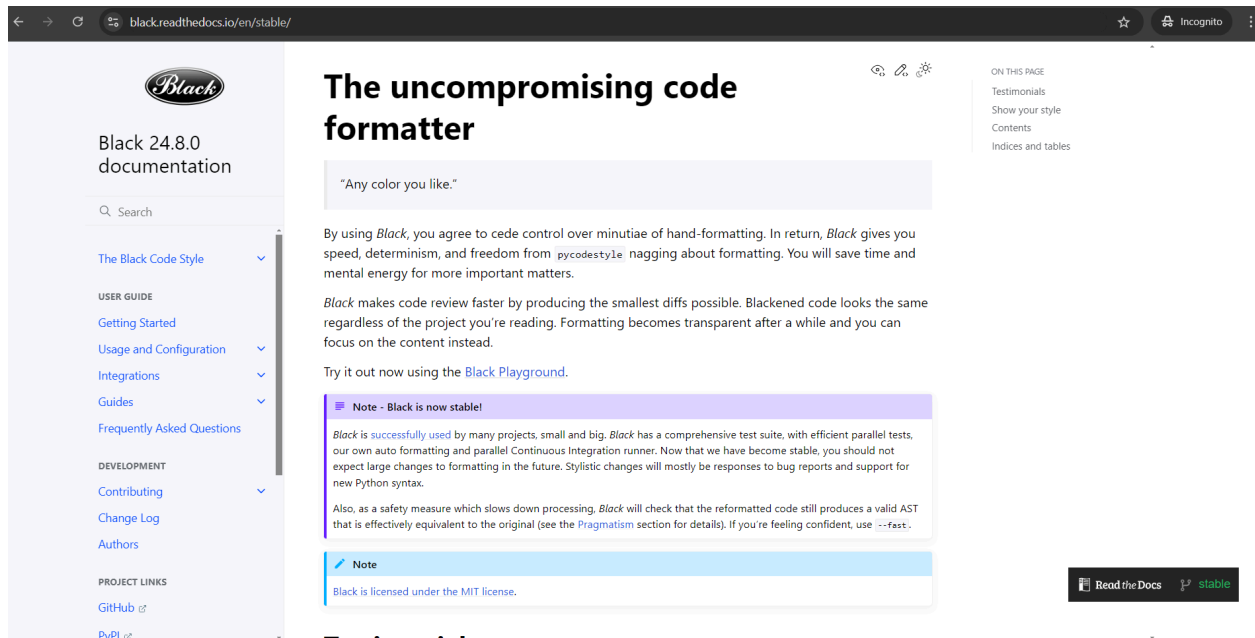 black.readthedocs.io/en/stable/
Incognito
Black
Black 24.8.0
documentation
Search
The Black Code Style
USER GUIDE
Getting Started
Usage and Configuration
Integrations
Guides
Frequently Asked Questions
DEVELOPMENT
Contributing
Change Log
Authors
PROJECT LINKS
GitHub
PyPI
The uncompromising code
formatter
“Any color you like.”
By using Black, you agree to cede control over minutiae of hand-formatting. In return, Black gives you
speed, determinism, and freedom from pycodestyle nagging about formatting. You will save time and
mental energy for more important matters.
Black makes code review faster by producing the smallest diffs possible. Blackened code looks the same
regardless of the project you’re reading. Formatting becomes transparent after a while and you can
focus on the content instead.
Try it out now using the Black Playground.
Note - Black is now stable!
Black is successfully used by many projects, small and big. Black has a comprehensive test suite, with efficient parallel tests,
our own auto formatting and parallel Continuous Integration runner. Now that we have become stable, you should not
expect large changes to formatting in the future. Stylistic changes will mostly be responses to bug reports and support for
new Python syntax.
Also, as a safety measure which slows down processing, Black will check that the reformatted code still produces a valid AST
that is effectively equivalent to the original (see the Pragmatism section for details). If you’re feeling confident, use --fast.
Note
Black is licensed under the MIT license.
ON THIS PAGE
Testimonials
Show your style
Contents
Indices and tables
Read the Docs stable